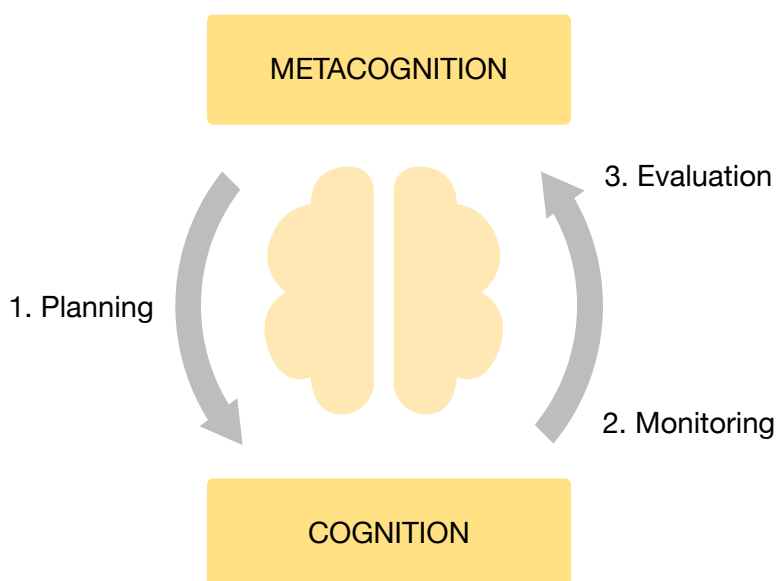 METACOGNITION
3. Evaluation
1. Planning
2. Monitoring
COGNITION